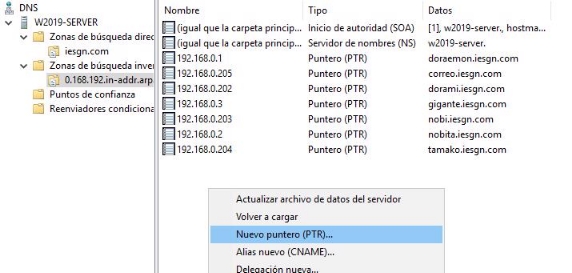 DNS
W2019-SERVER
Zonas de búsqueda direc
iesgn.com
Zonas de búsqueda inver
0.168.192.in-addr.arp
Puntos de confianza
Reenviadores condiciona
Nombre Tipo Datos
(igual que la carpeta princip... Inicio de autoridad (SOA) [1], w2019-server., hostma...
(igual que la carpeta princip... Servidor de nombres (NS) w2019-server.
192.168.0.1 Puntero (PTR) doraemon.iesgn.com
192.168.0.205 Puntero (PTR) correo.iesgn.com
192.168.0.202 Puntero (PTR) dorami.iesgn.com
192.168.0.3 Puntero (PTR) gigante.iesgn.com
192.168.0.203 Puntero (PTR) nobi.iesgn.com
192.168.0.2 Puntero (PTR) nobita.iesgn.com
192.168.0.204 Puntero (PTR) tamako.iesgn.com
Actualizar archivo de datos del servidor
Volver a cargar
Nuevo puntero (PTR)...
Alias nuevo (CNAME)...
Delegación nueva...